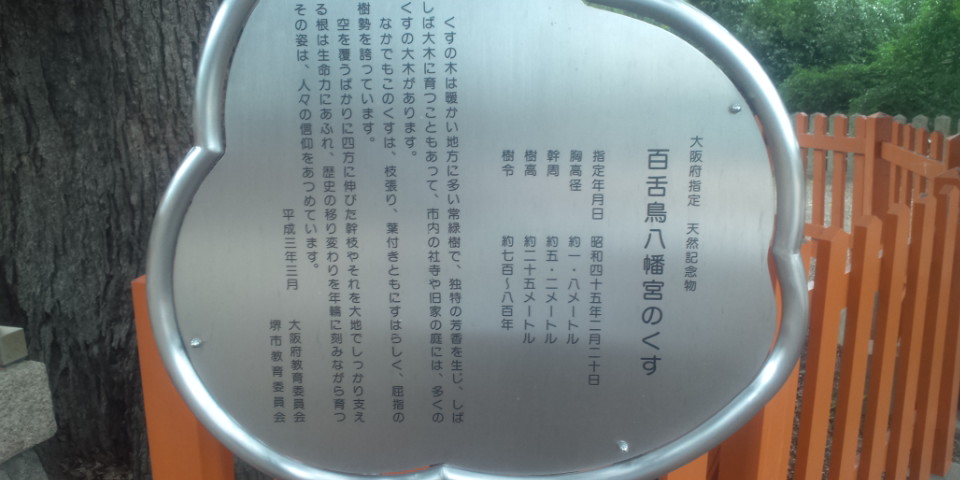 大阪府指定 天然記念物
百舌鳥八幡宮のくす
指定年月日 昭和四十五年二月二十日
胸高径 約一・八メートル
幹周 約五・二メートル
樹高 約二十五メートル
樹令 約七百〜八百年
くすの木は暖かい地方に多い常緑樹で、独特の芳香を生じ、しば
しば大木に育つこともあって、市内の社寺や旧家の庭には、多くの
くすの大木があります。
なかでもこのくすは、枝張り、葉付きともにすはらしく、屈指の
樹勢を誇っています。
空を覆うばかりに四方に伸びた幹枝やそれを大地でしっかり支え
る根は生命力にあふれ、歴史の移り変わりを年輪に刻みながら育つ
その姿は、人々の信仰をあつめています。
平成三年三月
大阪府教育委員会
堺市教育委員会